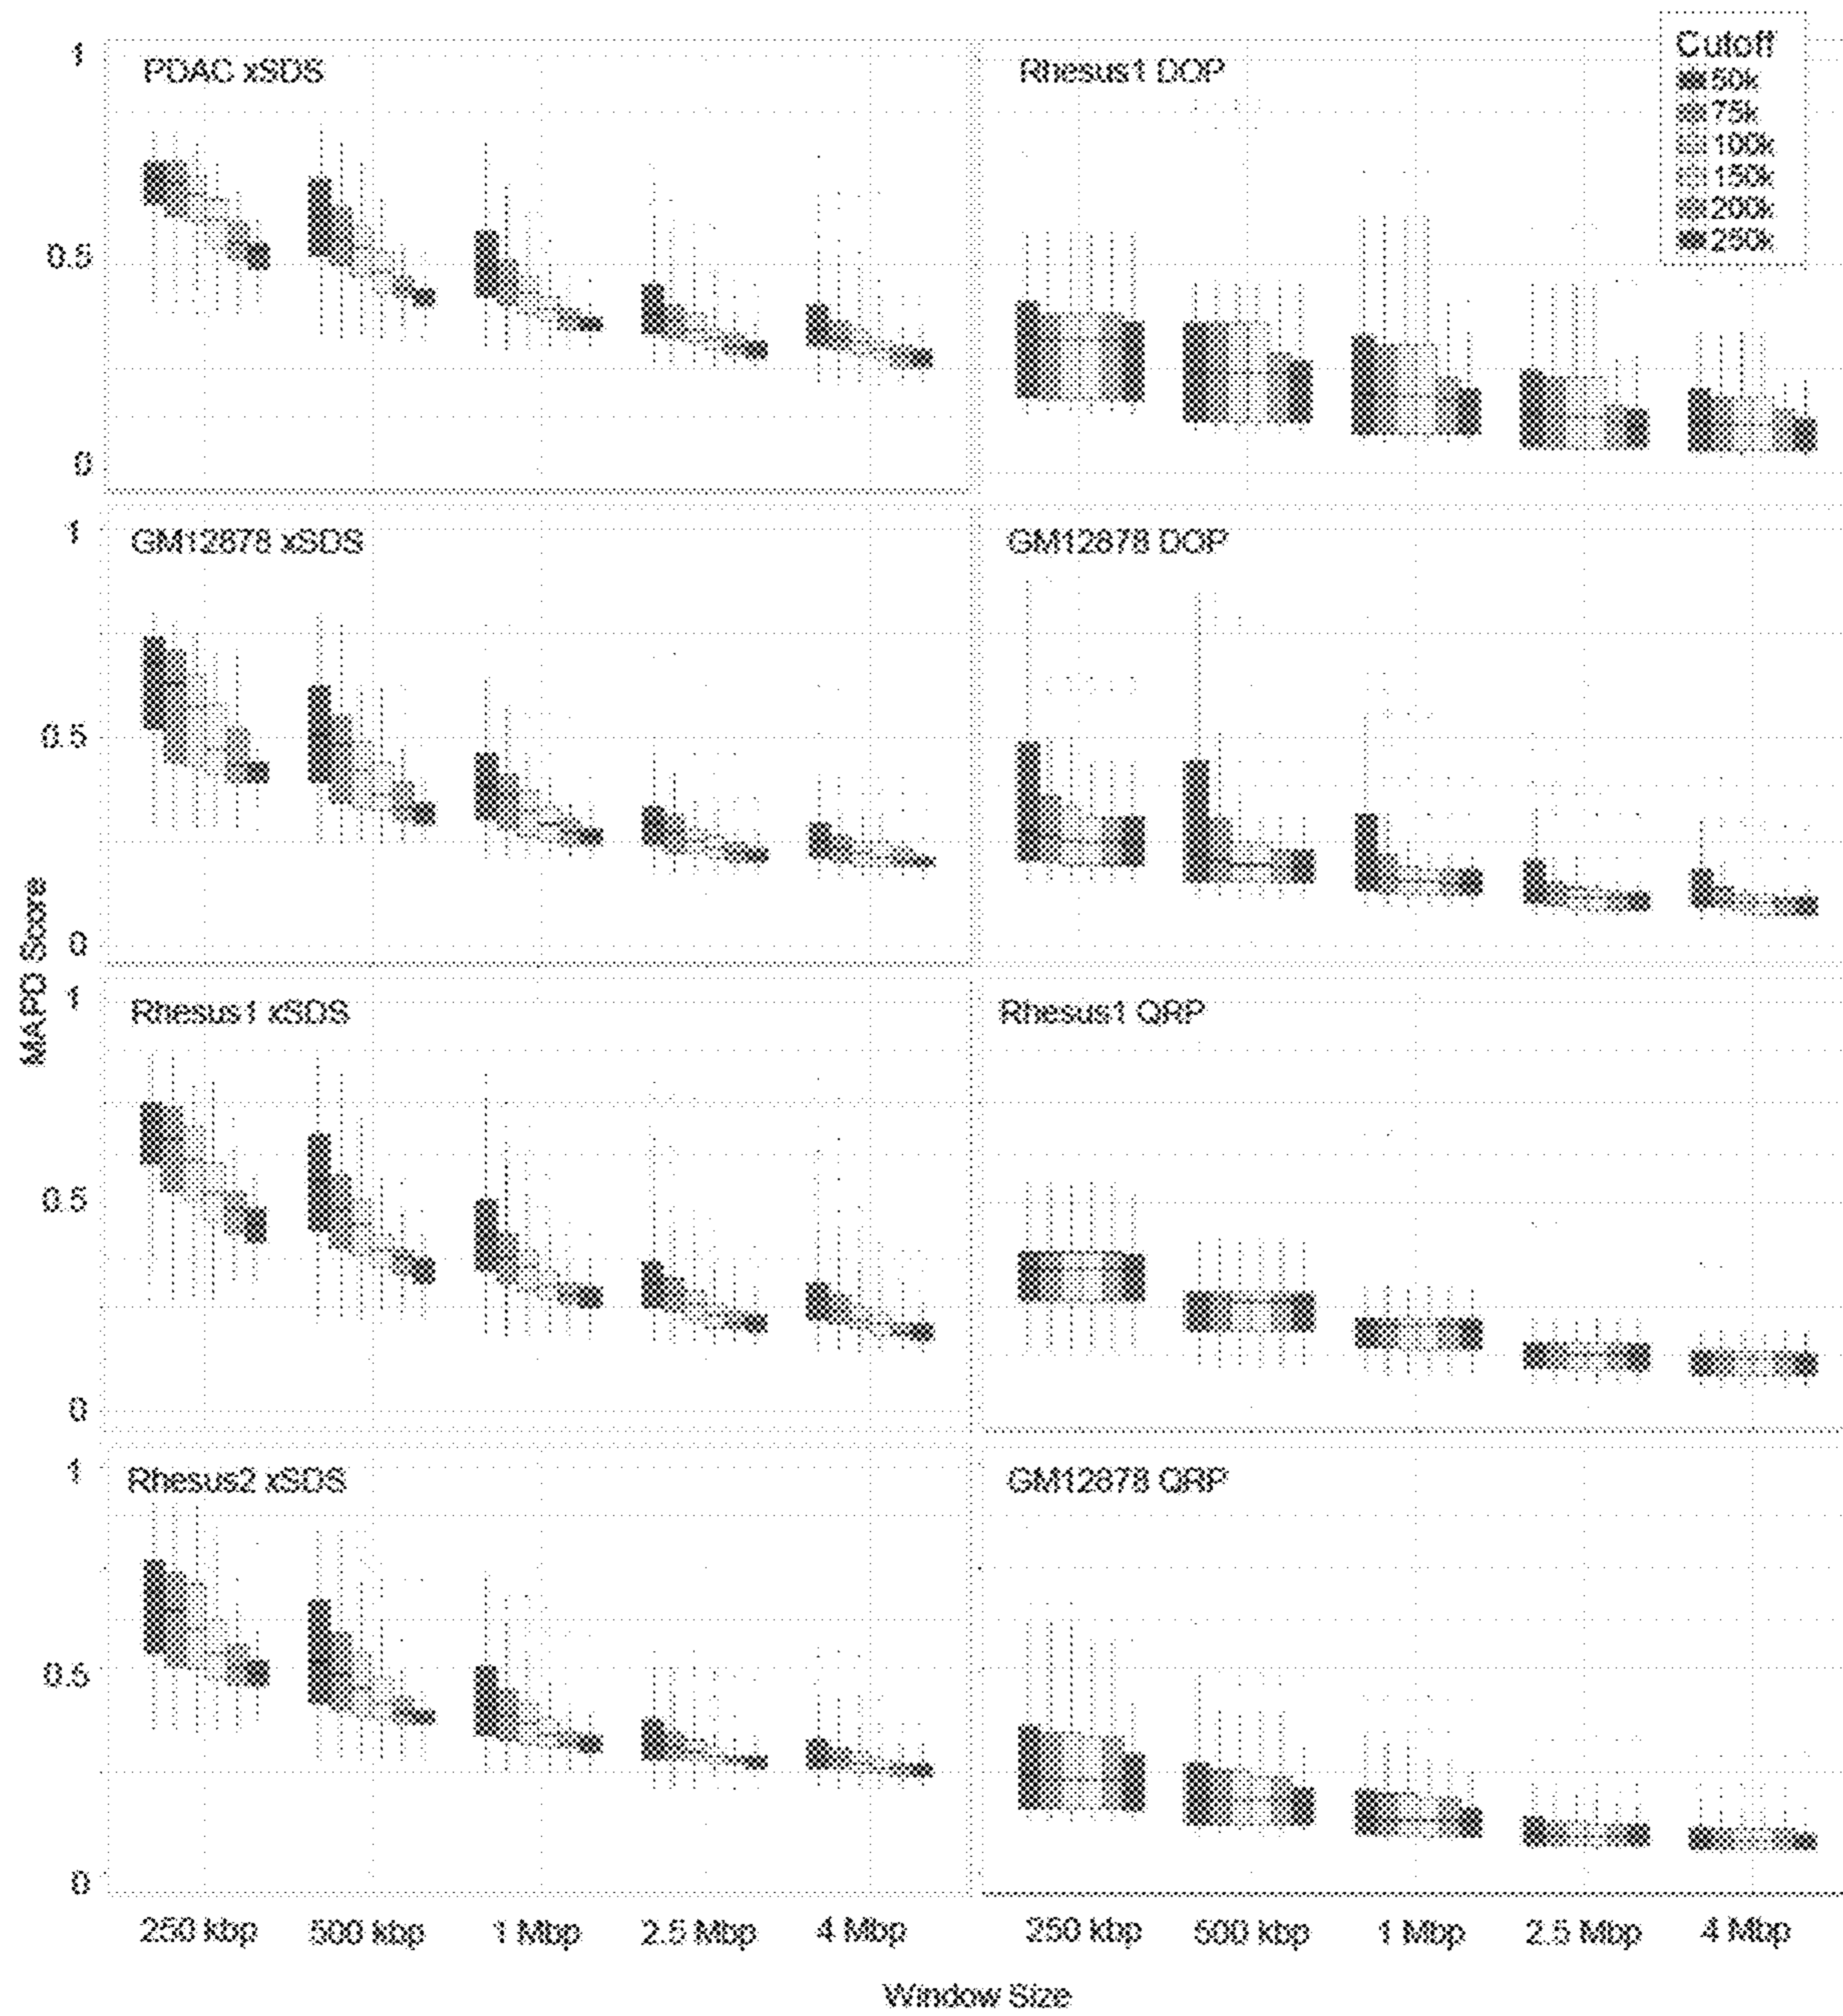 PDAC xSDS
Rhesus1 DOP
Cutoff
50k
75k
100k
150k
200k
250k
1
0.5
0
GM12878 xSDS
GM12878 DOP
1
0.5
0
MAPD Score
Rhesus1 xSDS
Rhesus1 QRP
1
0.5
0
Rhesus2 xSDS
GM12878 QRP
1
0.5
0
250 kbp 500 kbp 1 Mbp 2.5 Mbp 4 Mbp 250 kbp 500 kbp 1 Mbp 2.5 Mbp 4 Mbp
Window Size